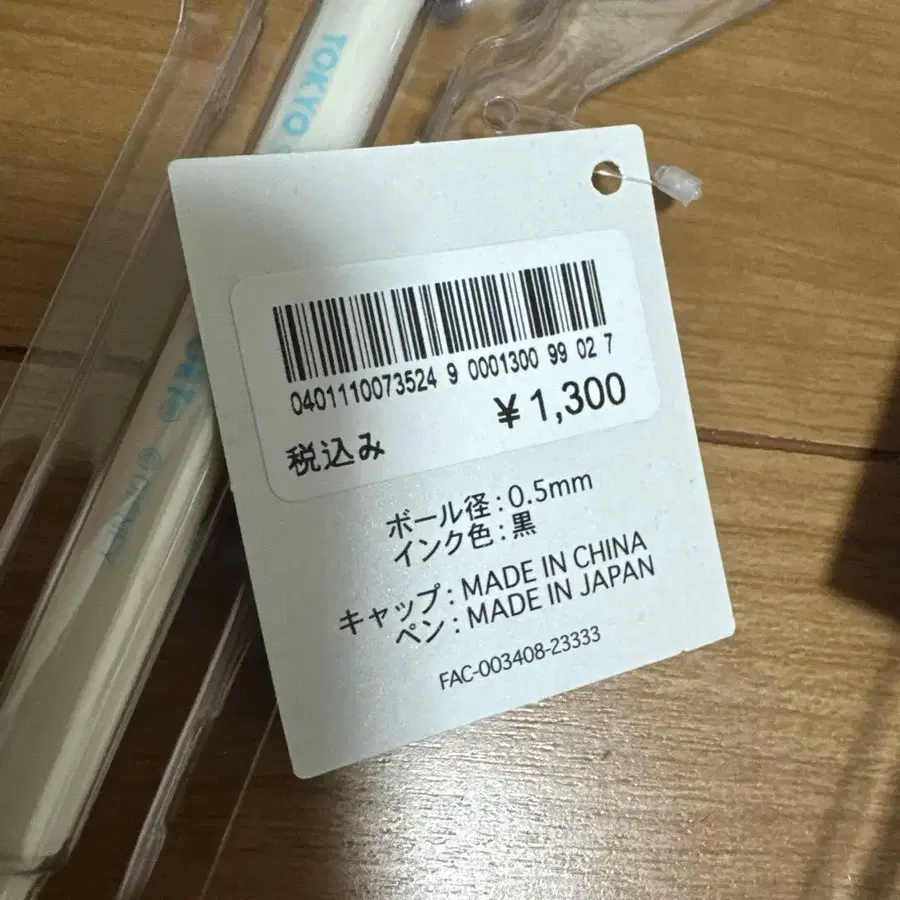 TOKYO
0401110073524 9 0001300 99 02 7
¥1,300
税込み
ボール径:0.5mm
インク色:黒
キャップ:MADE IN CHINA
ペン:MADE IN JAPAN
FAC-003408-23333